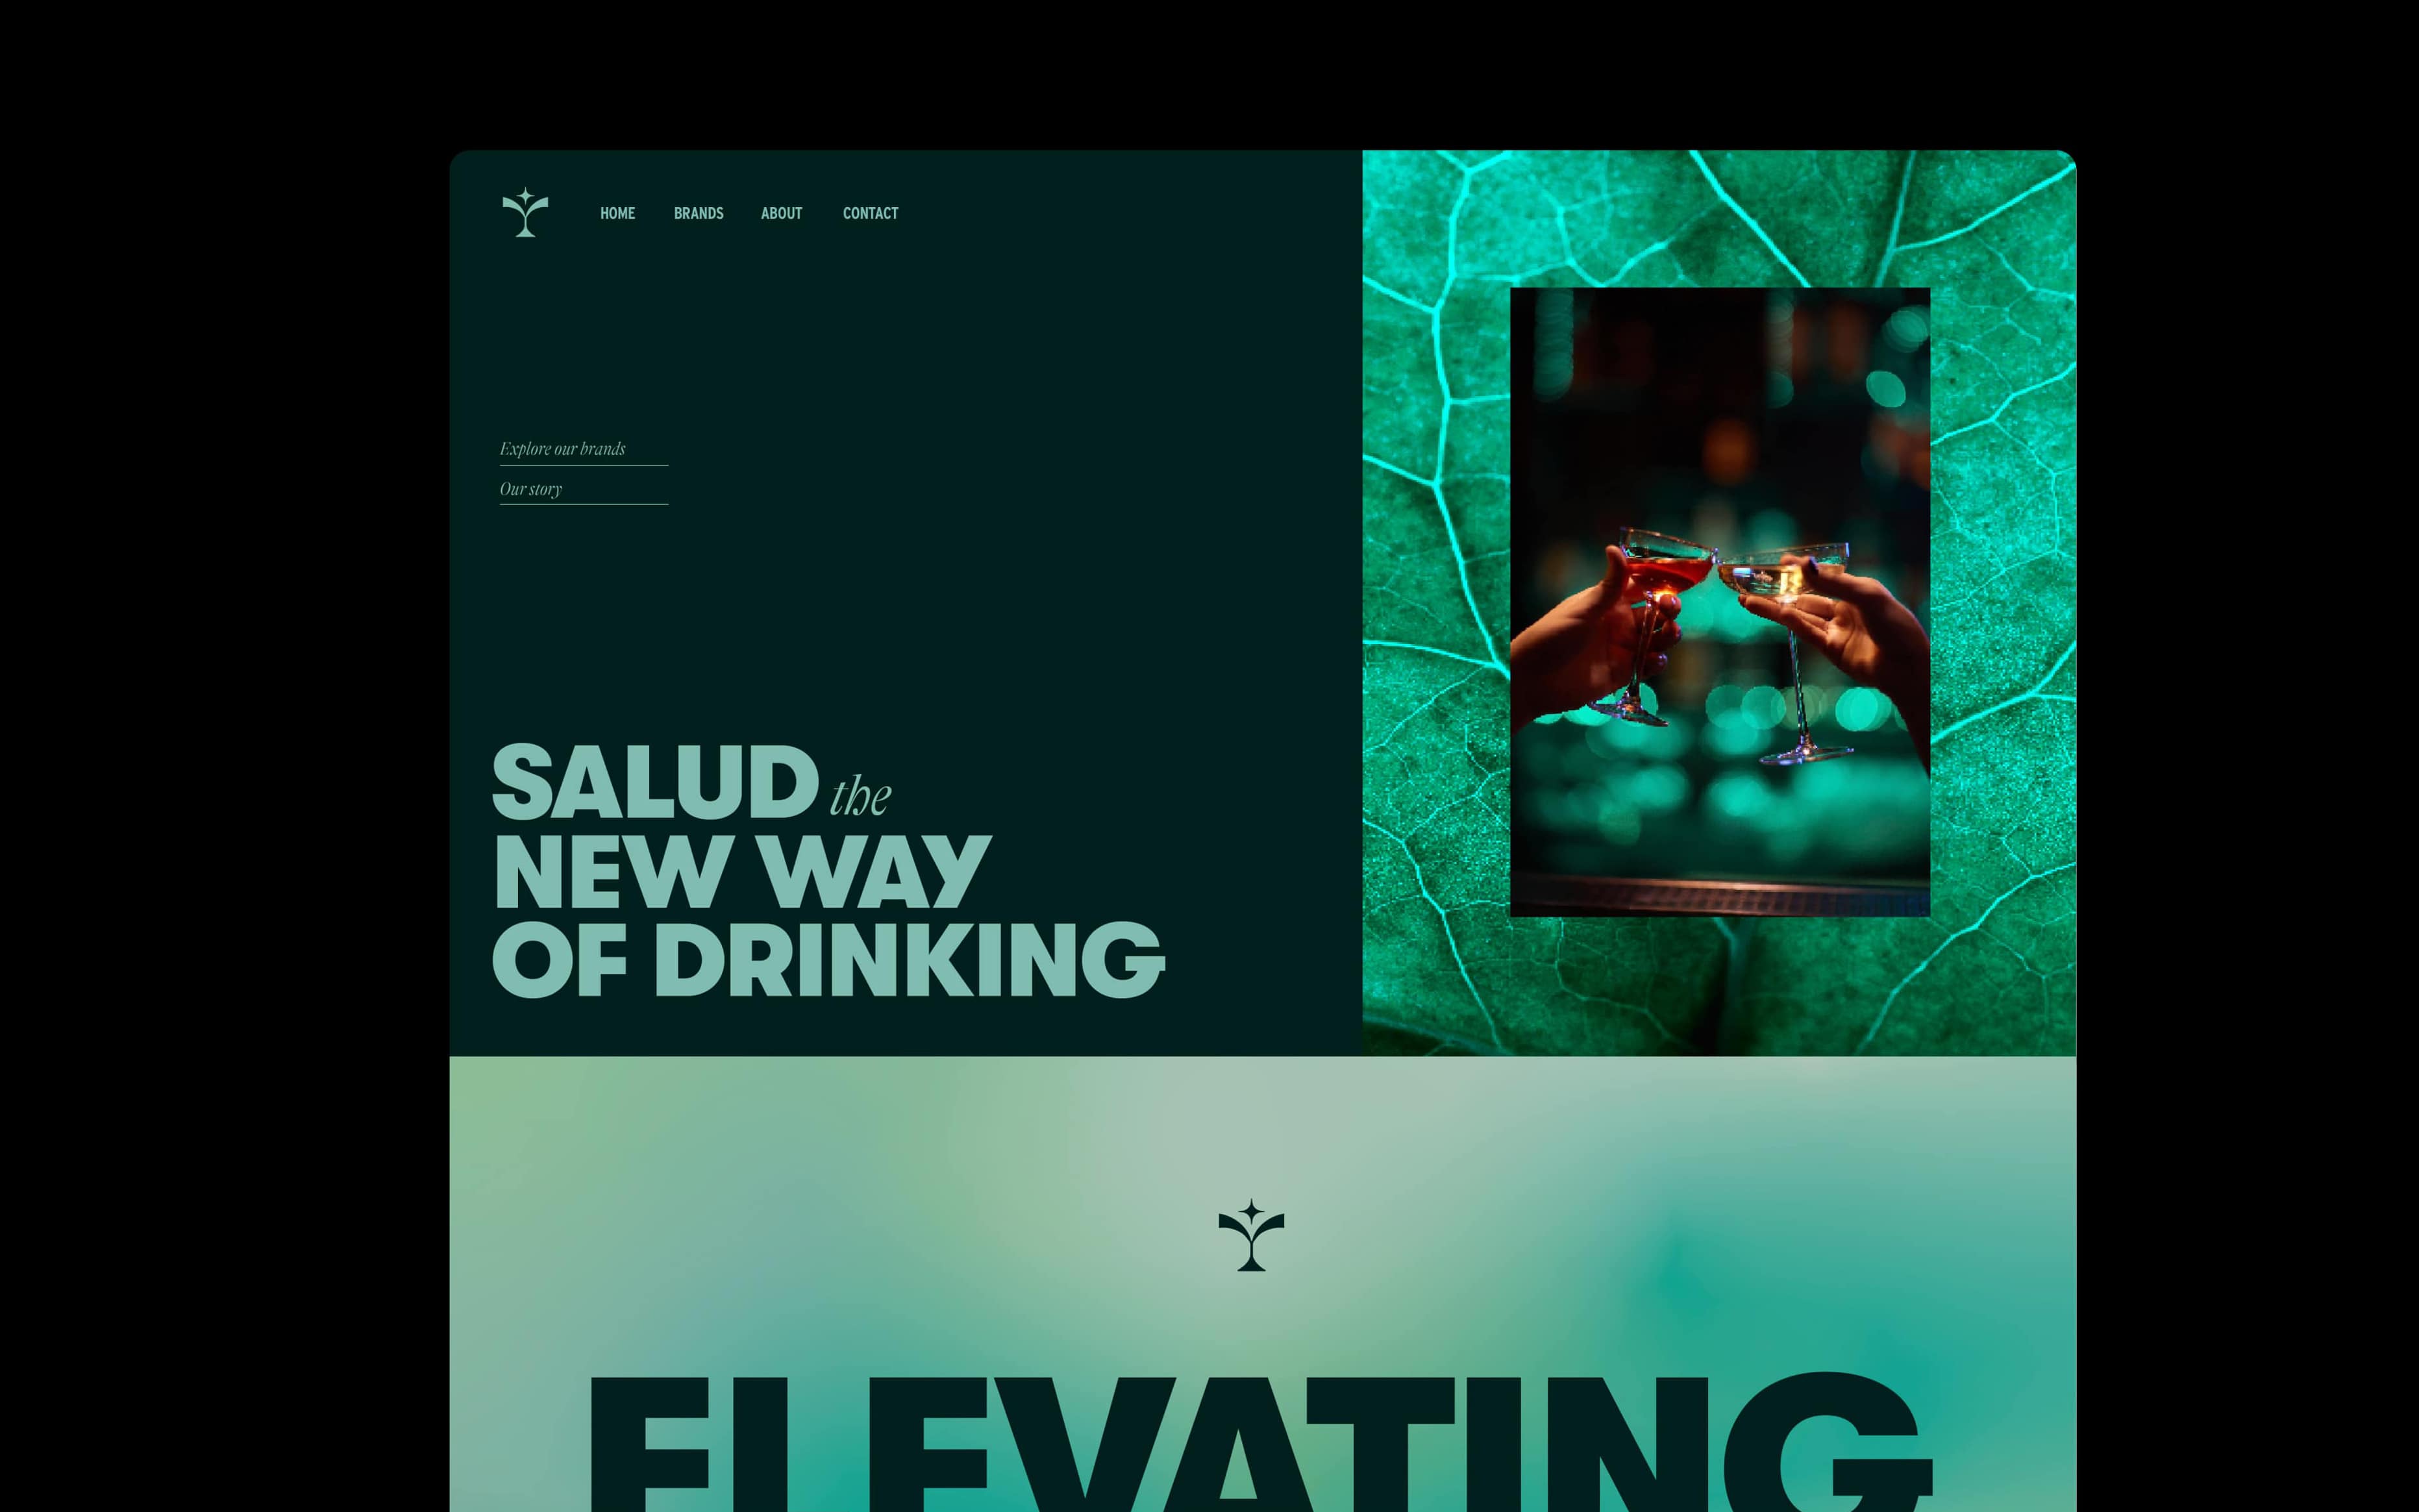 HOME BRANDS ABOUT CONTACT
Explore our brands
Our story
SALUD the
NEW WAY
OF DRINKING
ELEVATING